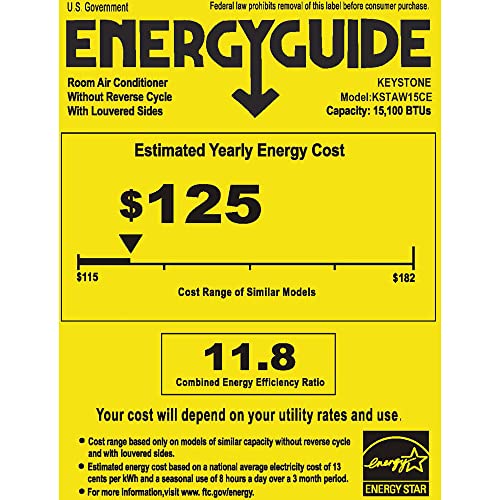 U.S. Government Federal law prohibits removal of this label before consumer purchase.
ENERGYGUIDE
Room Air Conditioner
Without Reverse Cycle
With Louvered Sides
KEYSTONE
Model:KSTAW15CE
Capacity: 15,100 BTUs
Estimated Yearly Energy Cost
$125
$115 $182
Cost Range of Similar Models
11.8
Combined Energy Efficiency Ratio
Your cost will depend on your utility rates and use.
● Cost range based only on models of similar capacity without reverse cycle
and with louvered sides.
● Estimated energy cost based on a national average electricity cost of 13
cents per kWh and a seasonal use of 8 hours a day over a 3 month period.
● For more information,visit www. ftc.gov/energy.
energy
ENERGY STAR